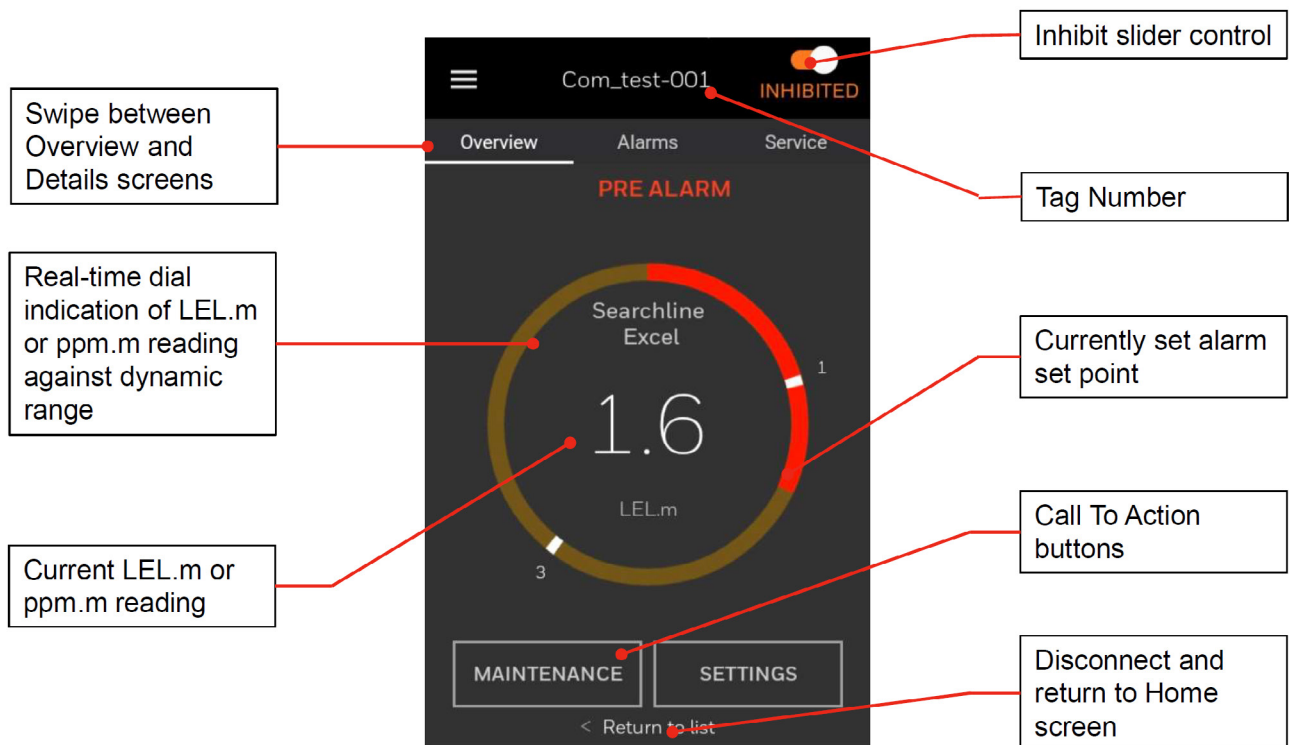 Inhibit slider control
Com_test-001
INHIBITED
Swipe between
Overview and
Details screens
Overview
Alarms
Service
PRE ALARM
Tag Number
Real-time dial
indication of LEL.m
or ppm.m reading
against dynamic
range
Searchline
Excel
1
1.6
LEL.m
3
Currently set alarm
set point
Current LEL.m or
ppm.m reading
Call To Action
buttons
MAINTENANCE
SETTINGS
< Return to list
Disconnect and
return to Home
screen